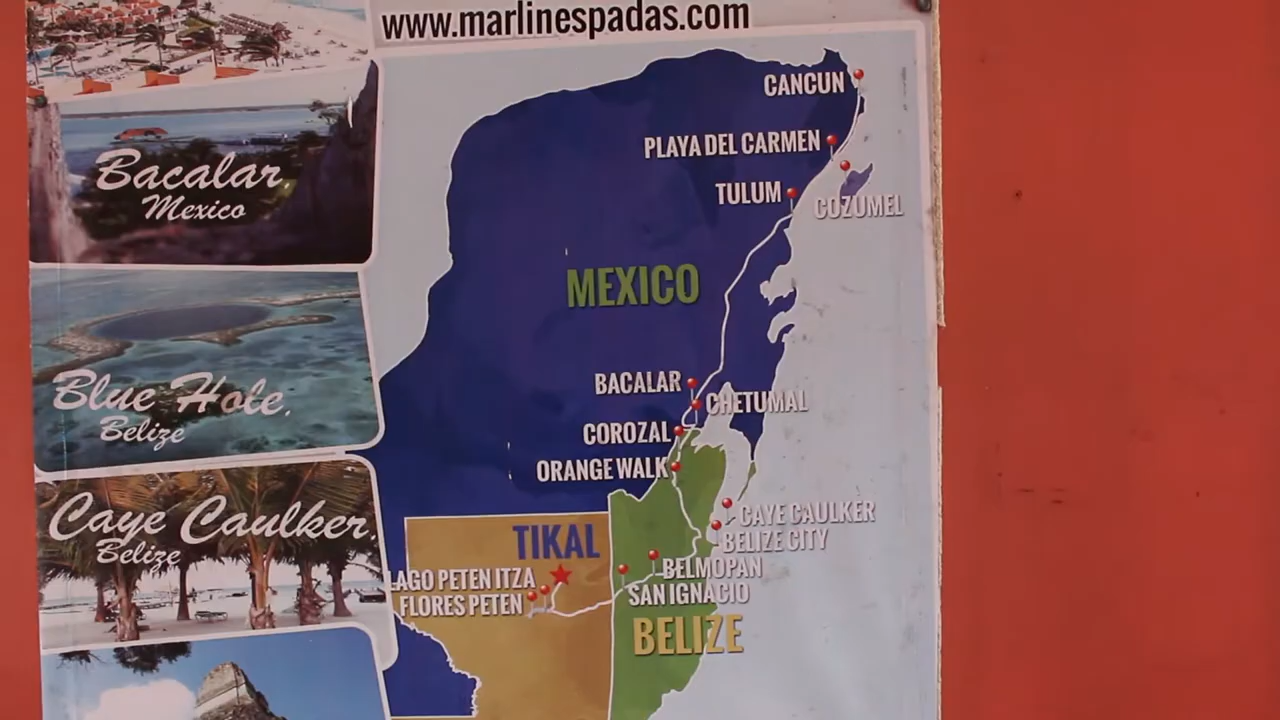 www.marlinespadas.com
Bacalar
Mexico
Blue Hole,
Belize
Caye Caulker,
Belize
CANCUN
PLAYA DEL CARMEN
TULUM
COZUMEL
MEXICO
BACALAR
CHETUMAL
COROZAL
ORANGE WALK
CAYE CAULKER
BELIZE CITY
TIKAL
BELMOPAN
LAGO PETEN ITZA
SAN IGNACIO
FLORES PETEN
BELIZE